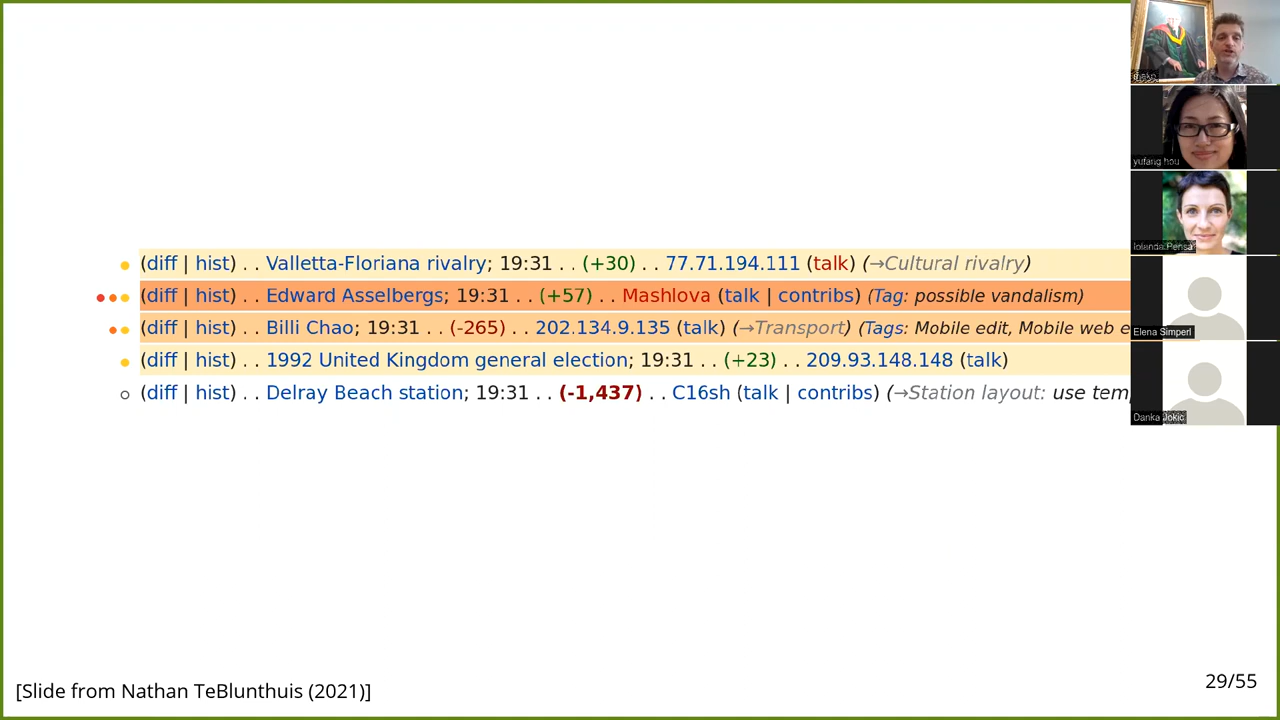 (diff | hist) . . Valletta-Floriana rivalry; 19:31 . . (+30) . . 77.71.194.111 (talk) (→Cultural rivalry)
(diff | hist) . . Edward Asselbergs; 19:31 . . (+57) . . Mashlova (talk | contribs) (Tag: possible vandalism)
(diff | hist) . . Billi Chao; 19:31 . . (-265) . . 202.134.9.135 (talk) (→Transport) (Tags: Mobile edit, Mobile web e
(diff | hist) . . 1992 United Kingdom general election; 19:31 . . (+23) . . 209.93.148.148 (talk)
(diff | hist) . . Delray Beach station; 19:31 . . (-1,437) . . C16sh (talk | contribs) (→Station layout: use tem
[Slide from Nathan TeBlunthuis (2021)]
29/55
mako
yufang hou
Iolanda Pensa
Elena Simperl
Danka Jokic